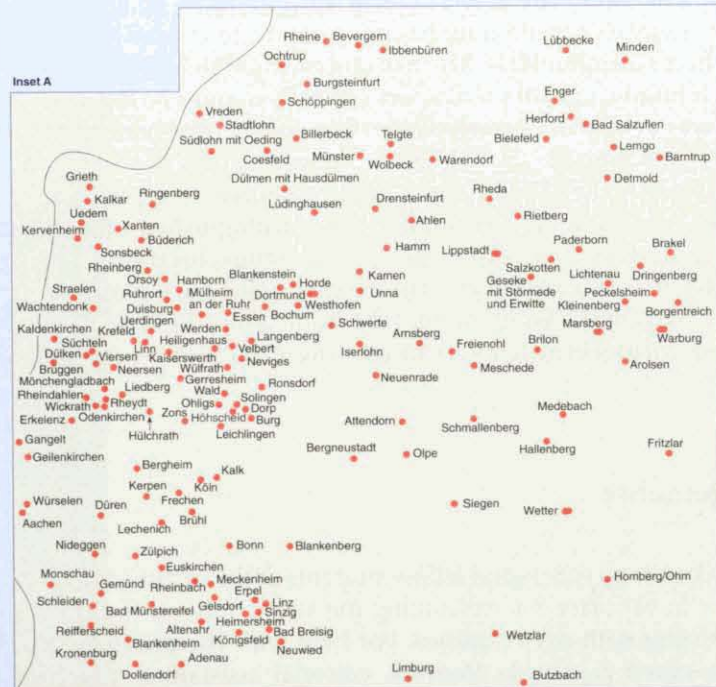 Inset A
Rheine
Bevergern
Ibbenbüren
Ochtrup
Lübbecke
Minden
Burgsteinfurt
Schöppingen
Enger
Vreden
Stadtlohn
Billerbeck
Telgte
Herford
Bad Salzuflen
Südlohn mit Oeding
Coesfeld
Münster
Wolbeck
Warendorf
Bielefeld
Lemgo
Barntrup
Grieth
Dülmen mit Hausdülmen
Detmold
Kalkar
Ringenberg
Lüdinghausen
Drensteinfurt
Rheda
Uedem
Xanten
Ahlen
Rietberg
Kervenheim
Büderich
Sonsbeck
Hamm
Lippstadt
Paderborn
Brakel
Rheinberg
Salzkotten
Dringenberg
Orsoy
Hamborn
Blankenstein
Horde
Kamen
Geseke
mit Störmede
und Erwitte
Lichtenau
Peckelsheim
Straelen
Ruhrort
Mülheim
an der Ruhr
Dortmund
Unna
Kleinenberg
Wachtendonk
Duisburg
Essen
Bochum
Westhofen
Borgentreich
Uerdingen
Kaldenkirchen
Krefeld
Werden
Schwerte
Marsberg
Warburg
Süchteln
Heiligenhaus
Langenberg
Arnsberg
Freienohl
Brilon
Dülken
Viersen
Linn
Kaiserswerth
Velbert
Iserlohn
Meschede
Arolsen
Brüggen
Neersen
Wülfrath
Neviges
Mönchengladbach
Gerresheim
Neuenrade
Rheindahlen
Liedberg
Wald
Ronsdorf
Wickrath
Rheydt
Ohligs
Solingen
Erkelenz
Odenkirchen
Zons
Höhscheid
Dorp
Burg
Attendorn
Schmallenberg
Medebach
Hülchrath
Leichlingen
Gangelt
Geilenkirchen
Bergneustadt
Olpe
Hallenberg
Fritzlar
Bergheim
Kalk
Köln
Kerpen
Frechen
Würselen
Düren
Siegen
Wetter
Aachen
Brühl
Lechenich
Nideggen
Zülpich
Bonn
Blankenberg
Monschau
Euskirchen
Meckenheim
Homberg/Ohm
Gemünd
Rheinbach
Erpel
Schleiden
Gelsdorf
Linz
Sinzig
Bad Münstereifel
Heimersheim
Reifferscheid
Altenahr
Bad Breisig
Wetzlar
Blankenheim
Königsfeld
Neuwied
Kronenburg
Adenau
Dollendorf
Limburg
Butzbach